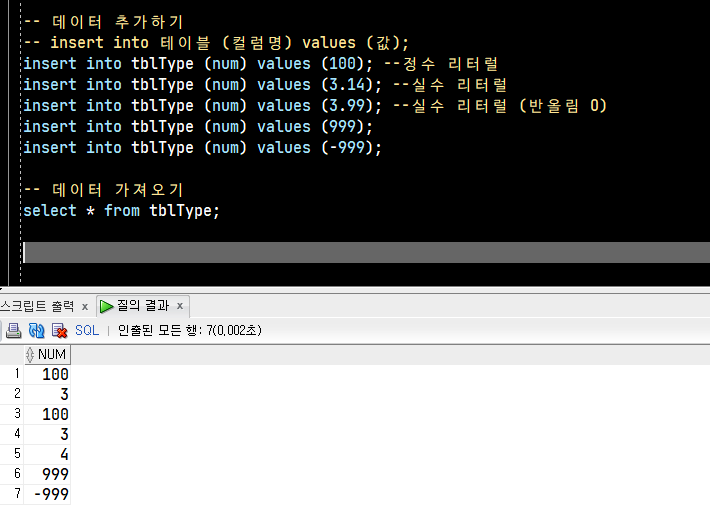 -- 데이터 추가하기
-- insert into 테이블 (컬럼명) values (값);
insert into tblType (num) values (100); --정수 리터럴
insert into tblType (num) values (3.14); --실수 리터럴
insert into tblType (num) values (3.99); --실수 리터럴 (반올림 O)
insert into tblType (num) values (999);
insert into tblType (num) values (-999);
-- 데이터 가져오기
select * from tblType;
스크립트 출력 x 질의 결과 x
SQL | 인출된 모든 행: 7(0,002초)
NUM
1 100
2 3
3 100
4 3
5 4
6 999
7 -999